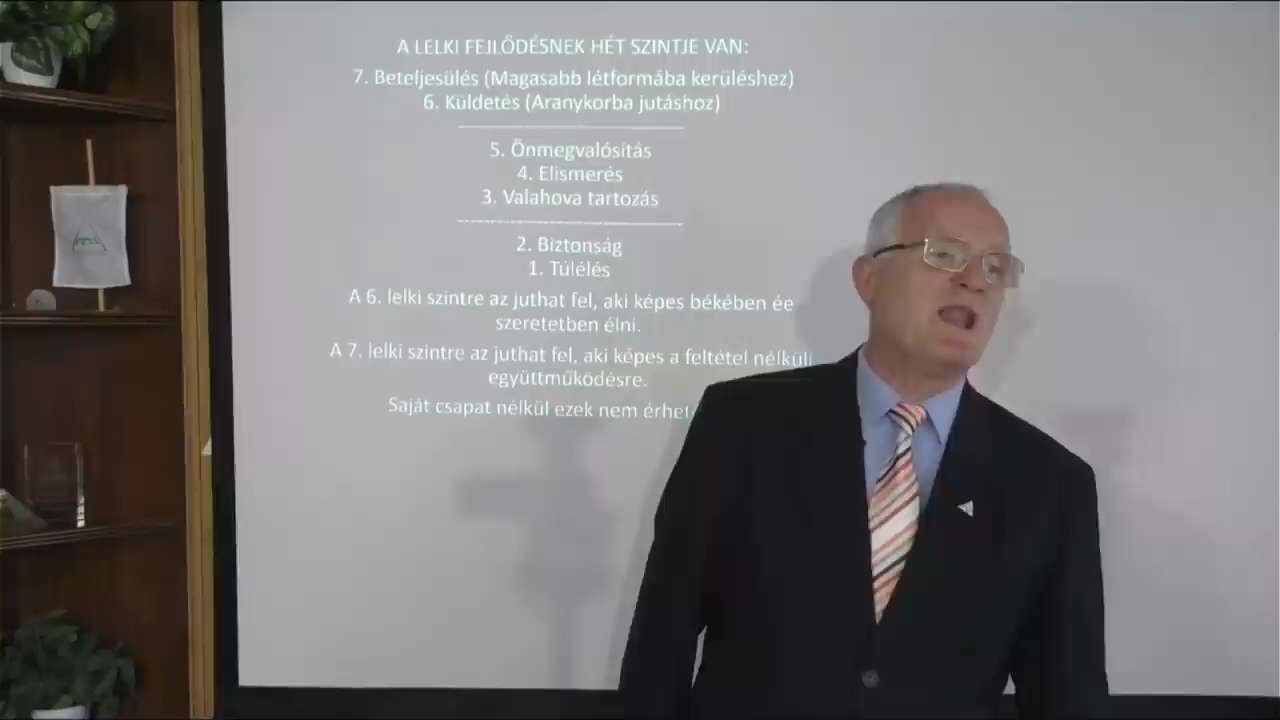 A LELKI FEJLŐDÉSNEK HÉT SZINTJE VAN:
7. Beteljesülés (Magasabb létformába kerüléshez)
6. Küldetés (Aranykorba jutáshoz)
5. Önmegvalósítás
4. Elismerés
3. Valahova tartozás
2. Biztonság
1. Túlélés
A 6. lelki szintre az juthat fel, aki képes békében ée
szeretetben élni.
A 7. lelki szintre az juthat fel, aki képes a feltétel nélküli
együttműködésre.
Saját csapat nélkül ezek nem